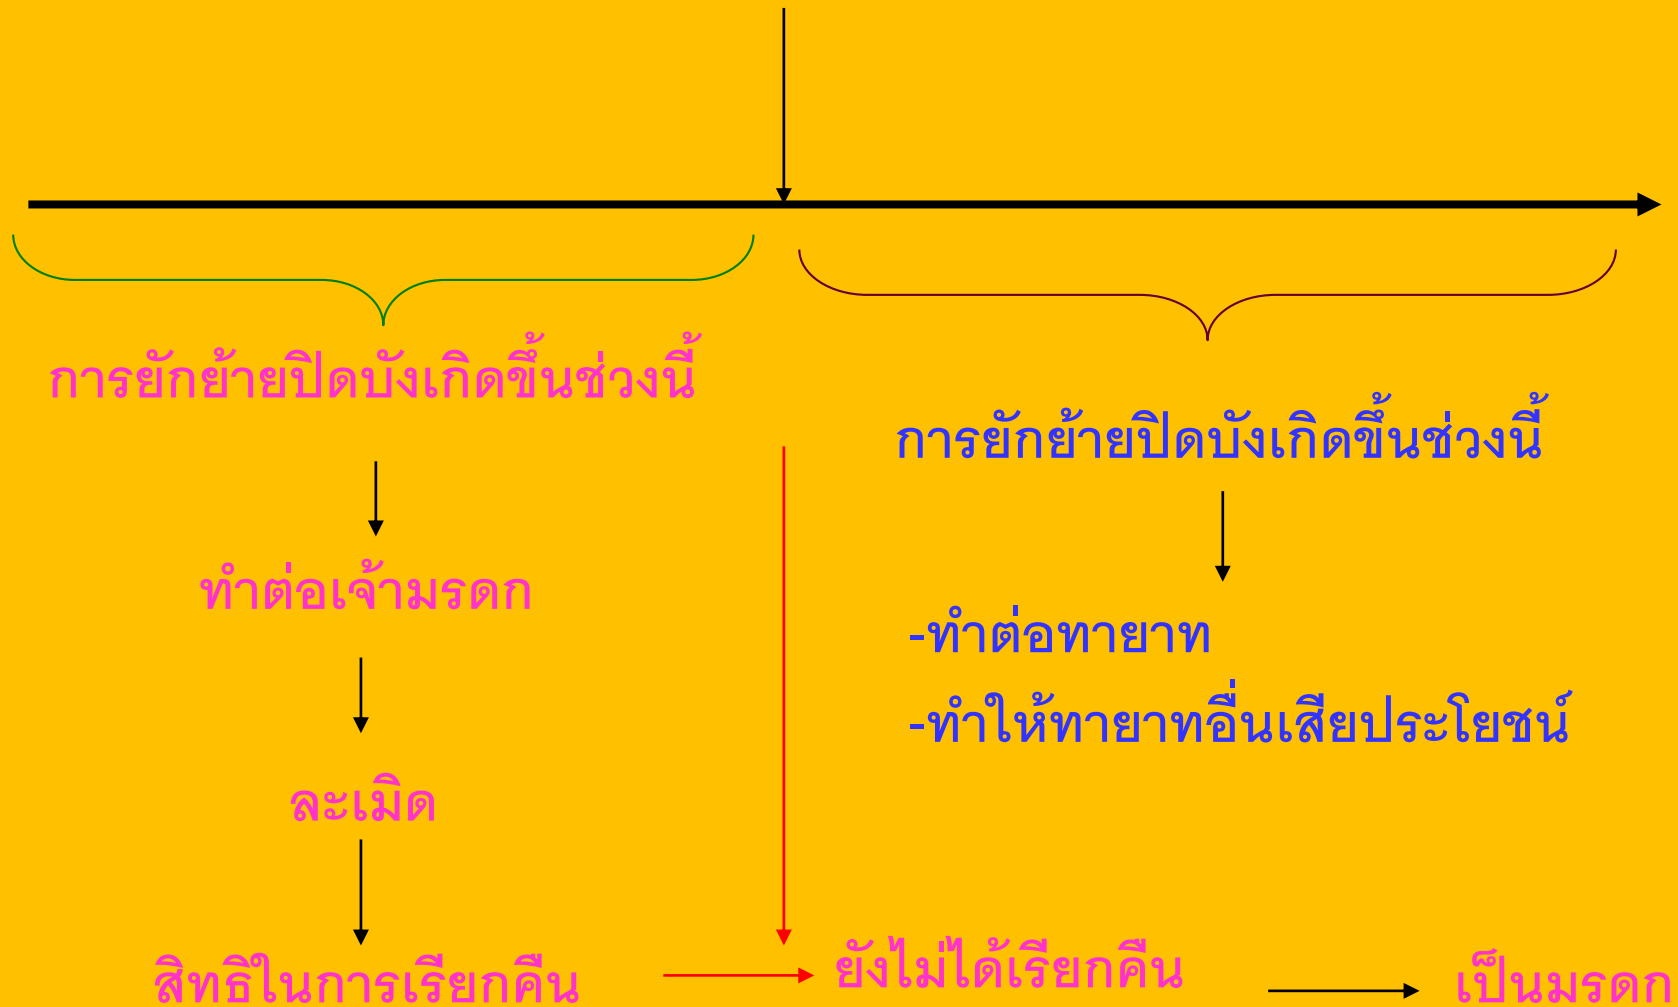 การยักย้ายปิดบังเกิดขึ้นช่วงนี้
การยักย้ายปิดบังเกิดขึ้นช่วงนี้
ทำต่อเจ้ามรดก
-ทำต่อทายาท
-ทำให้ทายาทอื่นเสียประโยชน์
ละเมิด
สิทธิในการเรียกคืน
ยังไม่ได้เรียกคืน
เป็นมรดก